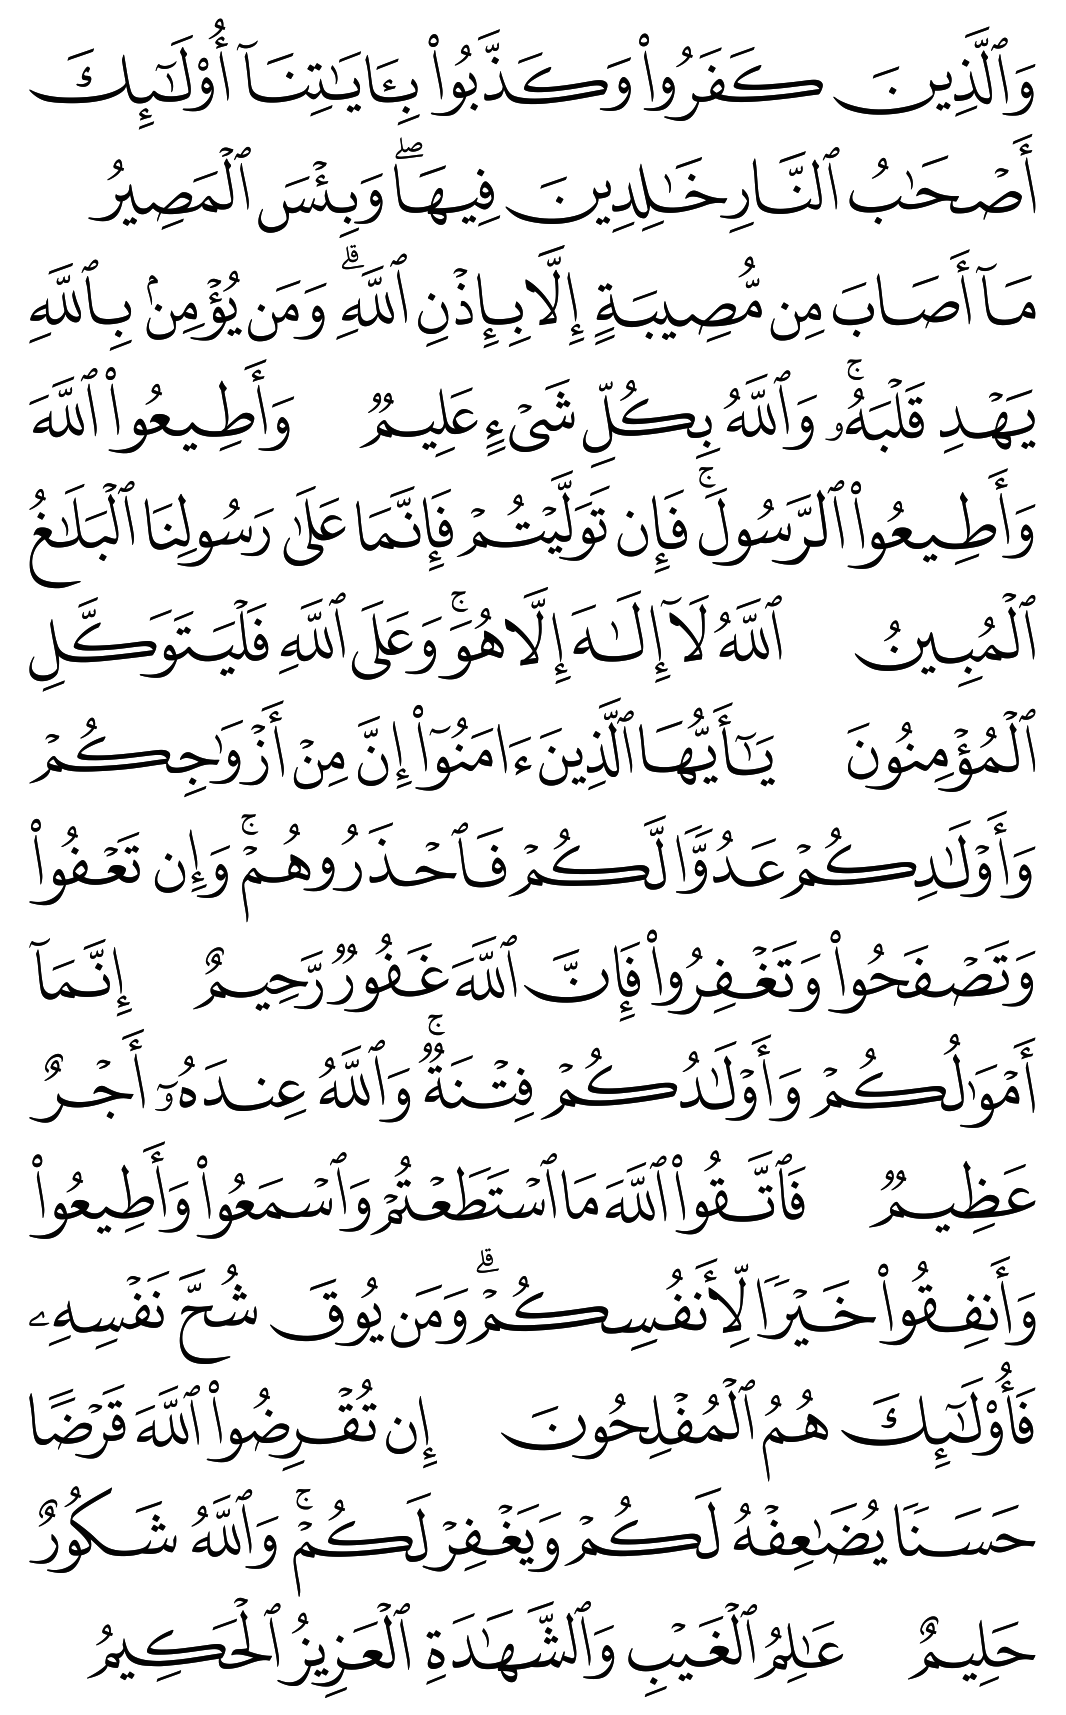 وَٱلَّذِينَ كَفَرُوا۟ وَكَذَّبُوا۟ بِـَٔايَـٰتِنَآ أُو۟لَـٰٓئِكَ
أَصْحَـٰبُ ٱلنَّارِ خَـٰلِدِينَ فِيهَا ۖ وَبِئْسَ ٱلْمَصِيرُ
مَآ أَصَابَ مِن مُّصِيبَةٍ إِلَّا بِإِذْنِ ٱللَّهِ ۗ وَمَن يُؤْمِنۢ بِٱللَّهِ
يَهْدِ قَلْبَهُۥ ۚ وَٱللَّهُ بِكُلِّ شَىْءٍ عَلِيمٌ وَأَطِيعُوا۟ ٱللَّهَ
وَأَطِيعُوا۟ ٱلرَّسُولَ ۚ فَإِن تَوَلَّيْتُمْ فَإِنَّمَا عَلَىٰ رَسُولِنَا ٱلْبَلَـٰغُ
ٱلْمُبِينُ ٱللَّهُ لَآ إِلَـٰهَ إِلَّا هُوَ ۚ وَعَلَى ٱللَّهِ فَلْيَتَوَكَّلِ
ٱلْمُؤْمِنُونَ يَـٰٓأَيُّهَا ٱلَّذِينَ ءَامَنُوٓا۟ إِنَّ مِنْ أَزْوَٰجِكُمْ
وَأَوْلَـٰدِكُمْ عَدُوًّا لَّكُمْ فَٱحْذَرُوهُمْ ۚ وَإِن تَعْفُوا۟
وَتَصْفَحُوا۟ وَتَغْفِرُوا۟ فَإِنَّ ٱللَّهَ غَفُورٌ رَّحِيمٌ إِنَّمَآ
أَمْوَٰلُكُمْ وَأَوْلَـٰدُكُمْ فِتْنَةٌ ۚ وَٱللَّهُ عِندَهُۥٓ أَجْرٌ
عَظِيمٌ فَٱتَّقُوا۟ ٱللَّهَ مَا ٱسْتَطَعْتُمْ وَٱسْمَعُوا۟ وَأَطِيعُوا۟
وَأَنفِقُوا۟ خَيْرًا لِّأَنفُسِكُمْ ۗ وَمَن يُوقَ شُحَّ نَفْسِهِۦ
فَأُو۟لَـٰٓئِكَ هُمُ ٱلْمُفْلِحُونَ إِن تُقْرِضُوا۟ ٱللَّهَ قَرْضًا
حَسَنًا يُضَـٰعِفْهُ لَكُمْ وَيَغْفِرْ لَكُمْ ۚ وَٱللَّهُ شَكُورٌ
حَلِيمٌ عَـٰلِمُ ٱلْغَيْبِ وَٱلشَّهَـٰدَةِ ٱلْعَزِيزُ ٱلْحَكِيمُ